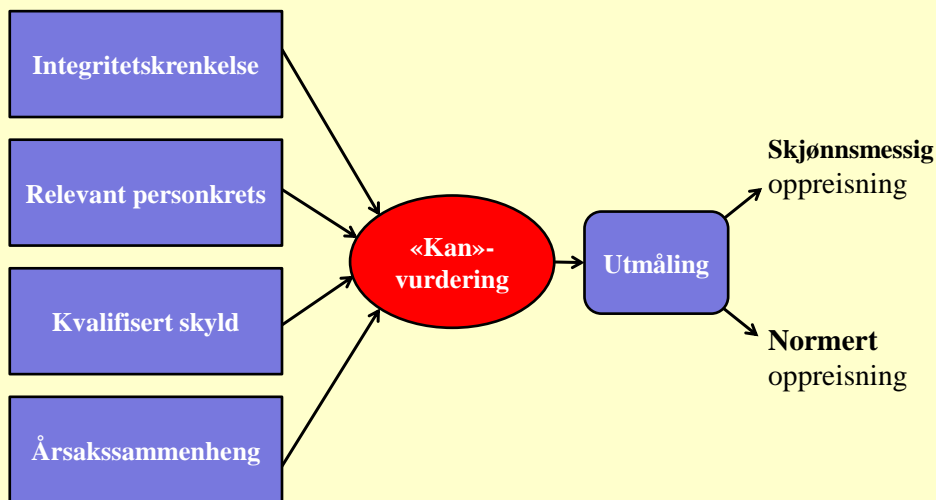 Integritetskrenkelse
Relevant personkrets
Kvalifisert skyld
Årsakssammenheng
«Kan»-
vurdering
Utmåling
Skjønnsmessig
oppreisning
Normert
oppreisning